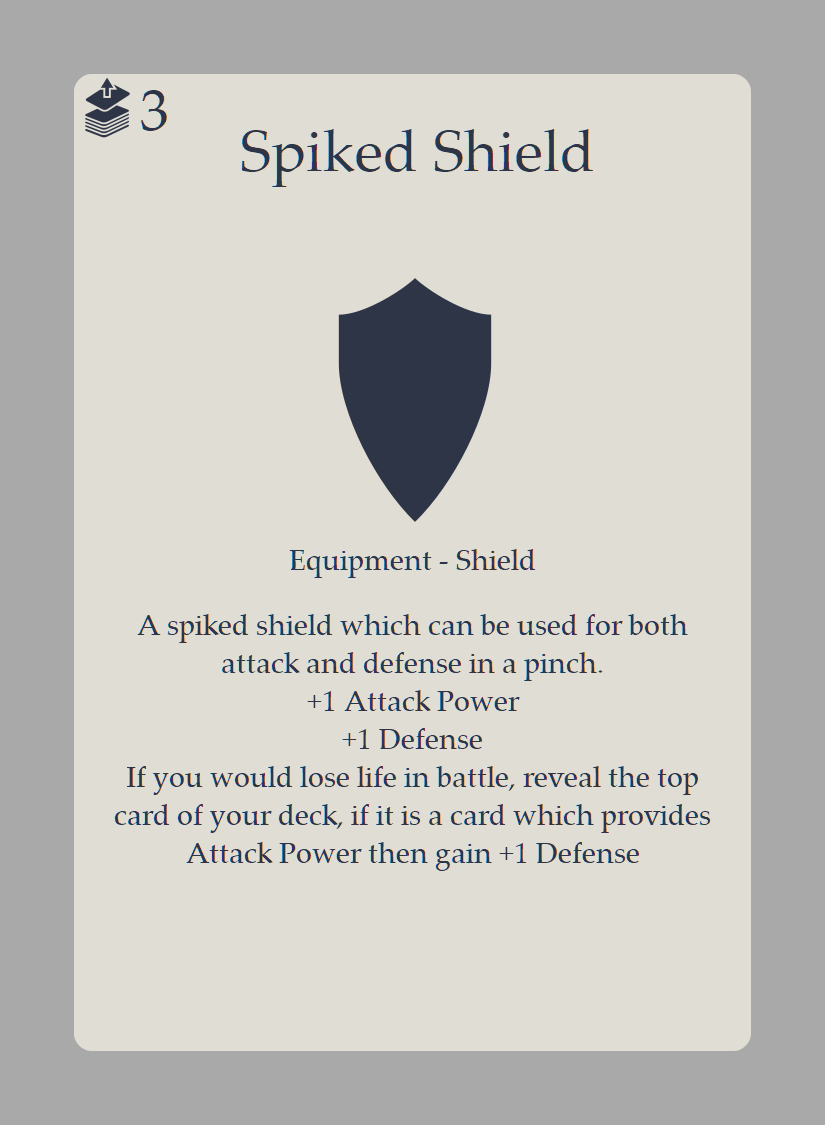 3
Spiked Shield
Equipment - Shield
A spiked shield which can be used for both
attack and defense in a pinch.
+1 Attack Power
+1 Defense
If you would lose life in battle, reveal the top
card of your deck, if it is a card which provides
Attack Power then gain +1 Defense